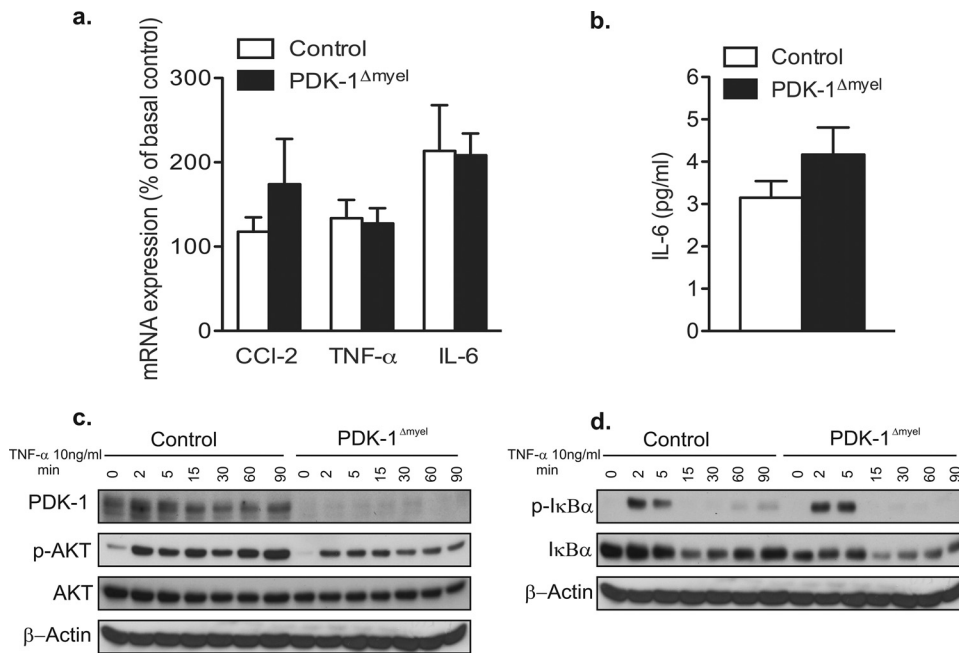 a.
Control
PDK-1Δmyel
mRNA expression (% of basal control)
300
200
100
0
CCl-2 TNF-α IL-6
b.
Control
PDK-1Δmyel
IL-6 (pg/ml)
6
5
4
3
2
1
0
c.
Control PDK-1Δmyel
TNF-α 10ng/ml
min 0 2 5 15 30 60 90 0 2 5 15 30 60 90
PDK-1
p-AKT
AKT
β–Actin
d.
Control PDK-1Δmyel
TNF-α 10ng/ml
min 0 2 5 15 30 60 90 0 2 5 15 30 60 90
p-IκBα
IκBα
β–Actin